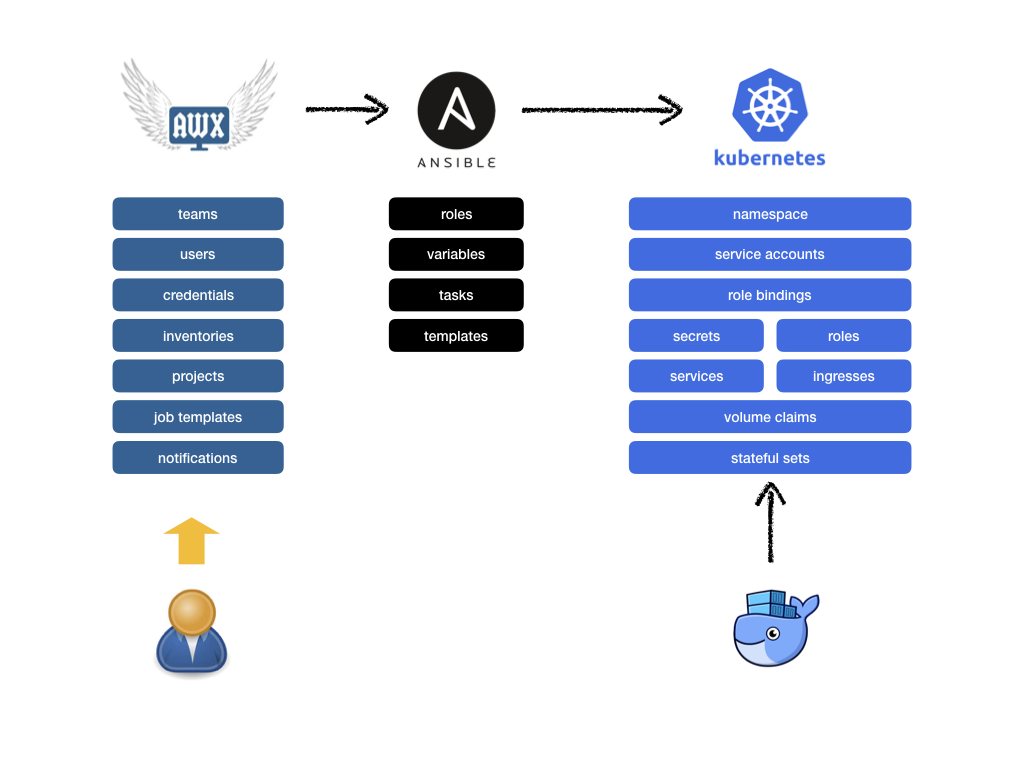 AWX
ANSIBLE
kubernetes
teams
users
credentials
inventories
projects
job templates
notifications
roles
variables
tasks
templates
namespace
service accounts
role bindings
secrets
roles
services
ingresses
volume claims
stateful sets